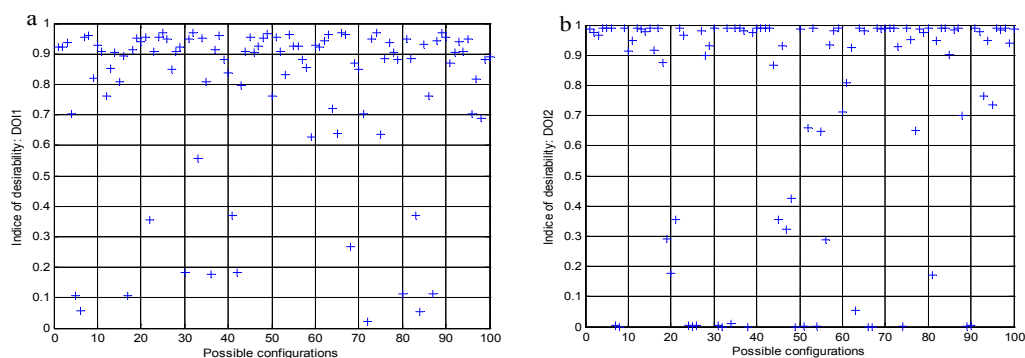 a
Indice of desirability: DOI1
1
0.9
0.8
0.7
0.6
0.5
0.4
0.3
0.2
0.1
0
0 10 20 30 40 50 60 70 80 90 100
Possible configurations
b
Indice of desirability: DOI2
1
0.9
0.8
0.7
0.6
0.5
0.4
0.3
0.2
0.1
0
0 10 20 30 40 50 60 70 80 90 100
Possible configurations